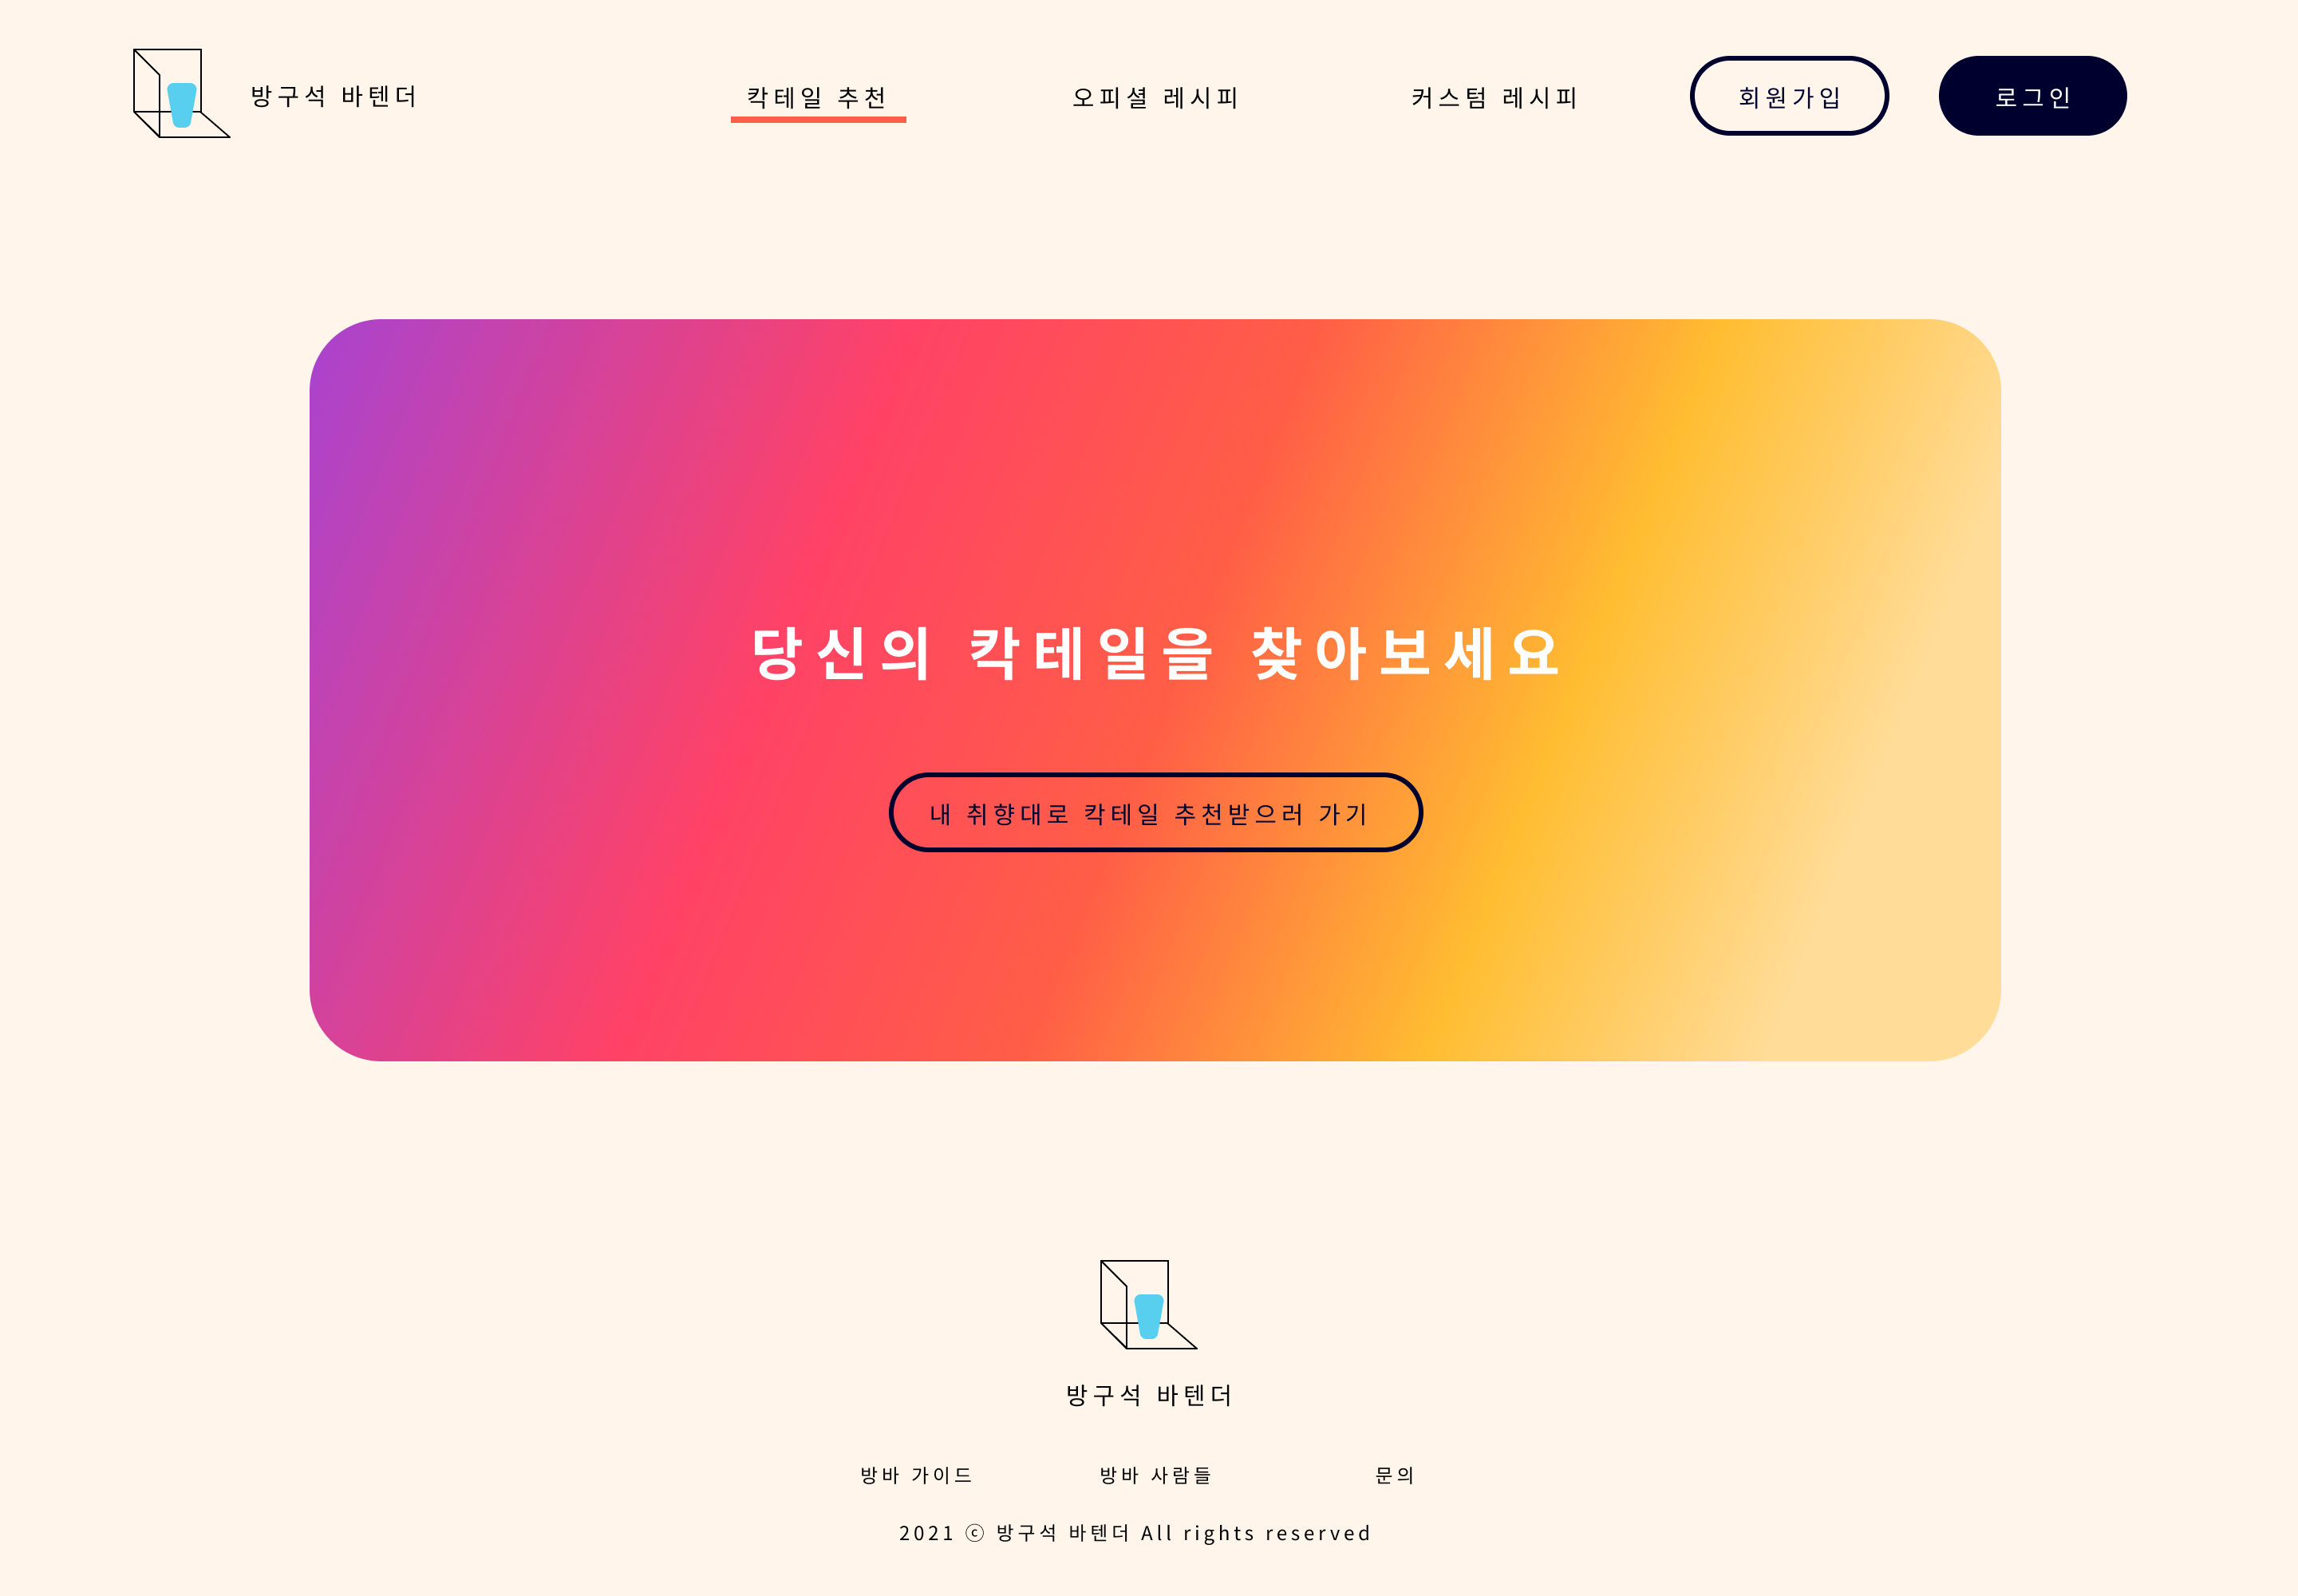 방구석 바텐더
칵테일 추천
오피셜 레시피
커스텀 레시피
회원가입
로그인
당신의 칵테일을 찾아보세요
내 취향대로 칵테일 추천받으러 가기
방구석 바텐더
방바 가이드
방바 사람들
문의
2021 ⓒ 방구석 바텐더 All rights reserved